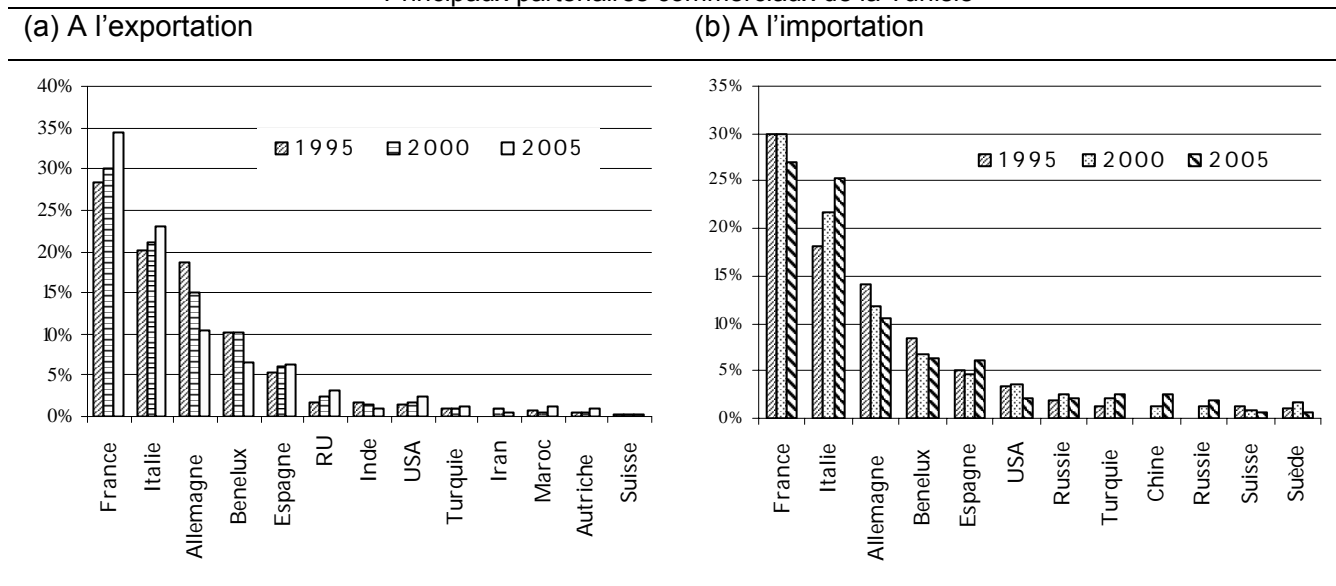 Principaux partenaires commerciaux de la Tunisie
(a) A l'exportation
(b) A l'importation
40%
35%
30%
25%
20%
15%
10%
5%
0%
1995 2000 2005
France
Italie
Allemagne
Benelux
Espagne
RU
Inde
USA
Turquie
Iran
Maroc
Autriche
Suisse
35%
30%
25%
20%
15%
10%
5%
0%
1995 2000 2005
France
Italie
Allemagne
Benelux
Espagne
USA
Russie
Turquie
Chine
Russie
Suisse
Suède